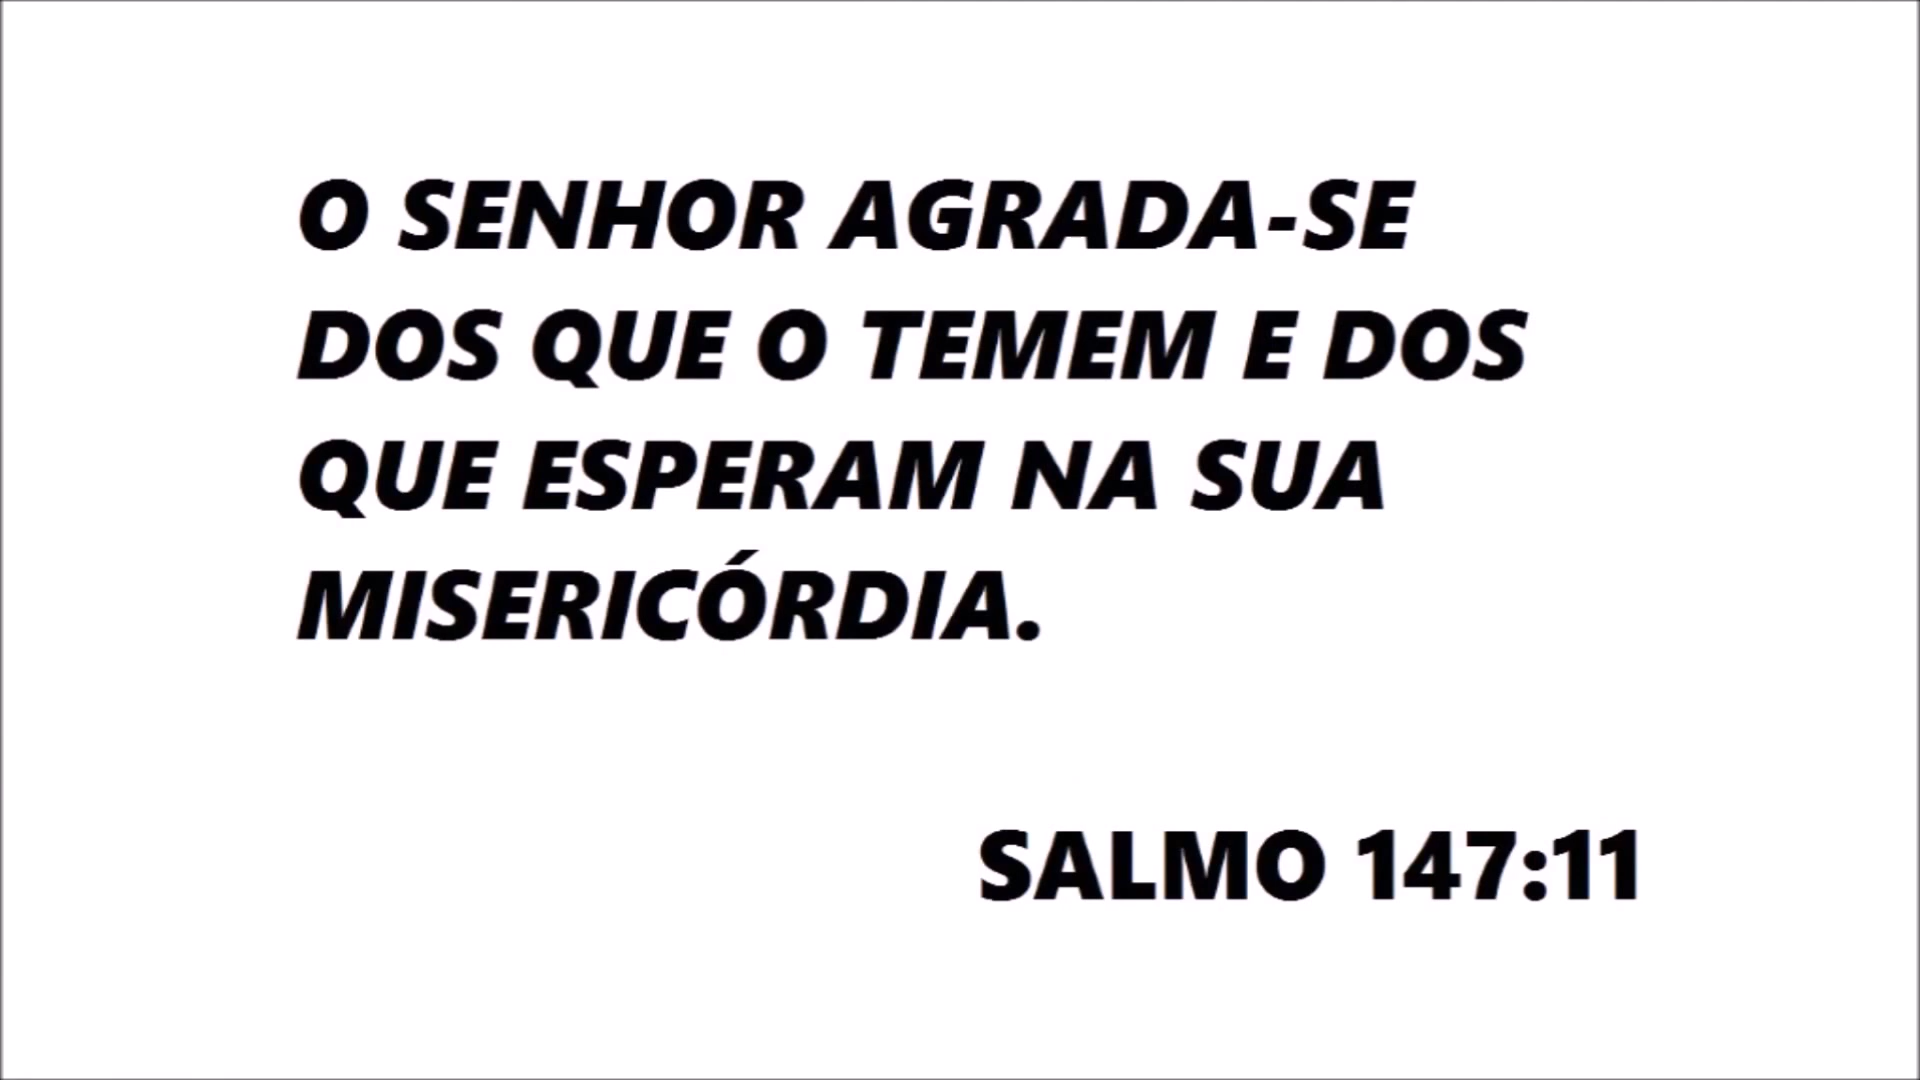 O SENHOR AGRADA-SE
DOS QUE O TEMEM E DOS
QUE ESPERAM NA SUA
MISERICÓRDIA.
SALMO 147:11